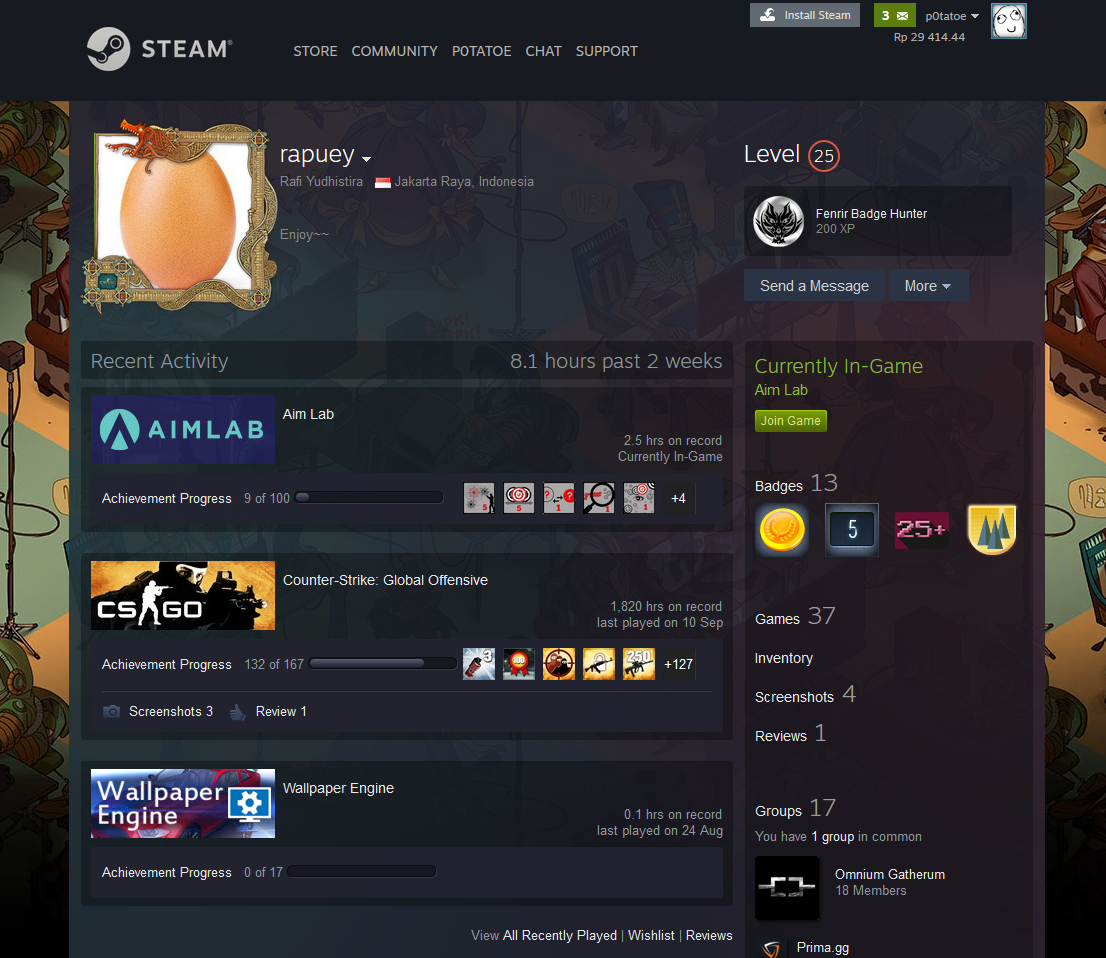 Install Steam
3
p0tatoe
Rp 29 414.44
STEAM®
STORE COMMUNITY POTATOE CHAT SUPPORT
rapuey
Rafi Yudhistira Jakarta Raya, Indonesia
Enjoy~~
Level 25
Fenrir Badge Hunter
200 XP
Send a Message
More
Recent Activity 8.1 hours past 2 weeks
AIMLAB
Aim Lab
2.5 hrs on record
Currently In-Game
Achievement Progress 9 of 100
5
5
1
1
1
+4
CS GO
Counter-Strike: Global Offensive
1,820 hrs on record
last played on 10 Sep
Achievement Progress 132 of 167
3
100
250
+127
Screenshots 3 Review 1
Wallpaper Engine
Wallpaper Engine
0.1 hrs on record
last played on 24 Aug
Achievement Progress 0 of 17
View All Recently Played | Wishlist | Reviews
Currently In-Game
Aim Lab
Join Game
Badges 13
5
25+
Games 37
Inventory
Screenshots 4
Reviews 1
Groups 17
You have 1 group in common
Omnium Gatherum
18 Members
Prima.gg